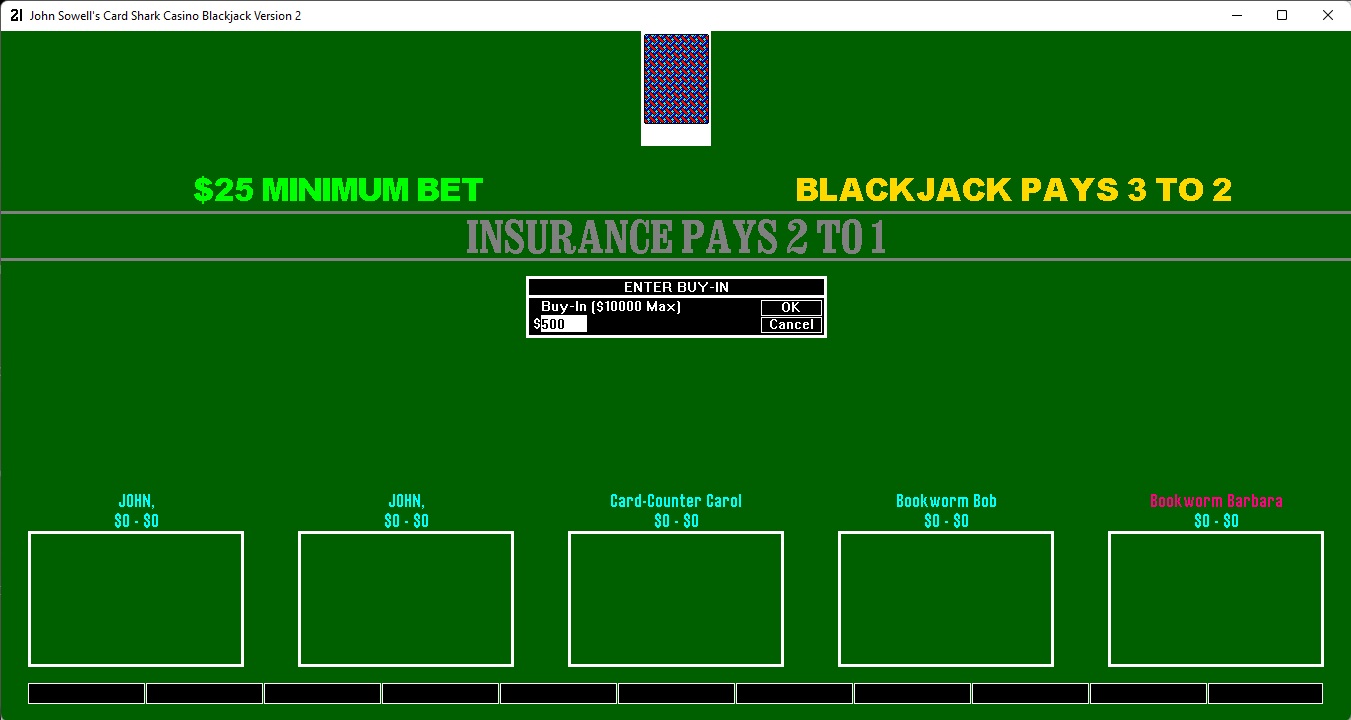 21 John Sowell's Card Shark Casino Blackjack Version 2
$25 MINIMUM BET
BLACKJACK PAYS 3 TO 2
INSURANCE PAYS 2 TO 1
ENTER BUY-IN
Buy-In ($10000 Max)
OK
$500
Cancel
JOHN,
$0 - $0
JOHN,
$0 - $0
Card-Counter Carol
$0 - $0
Bookworm Bob
$0 - $0
Bookworm Barbara
$0 - $0